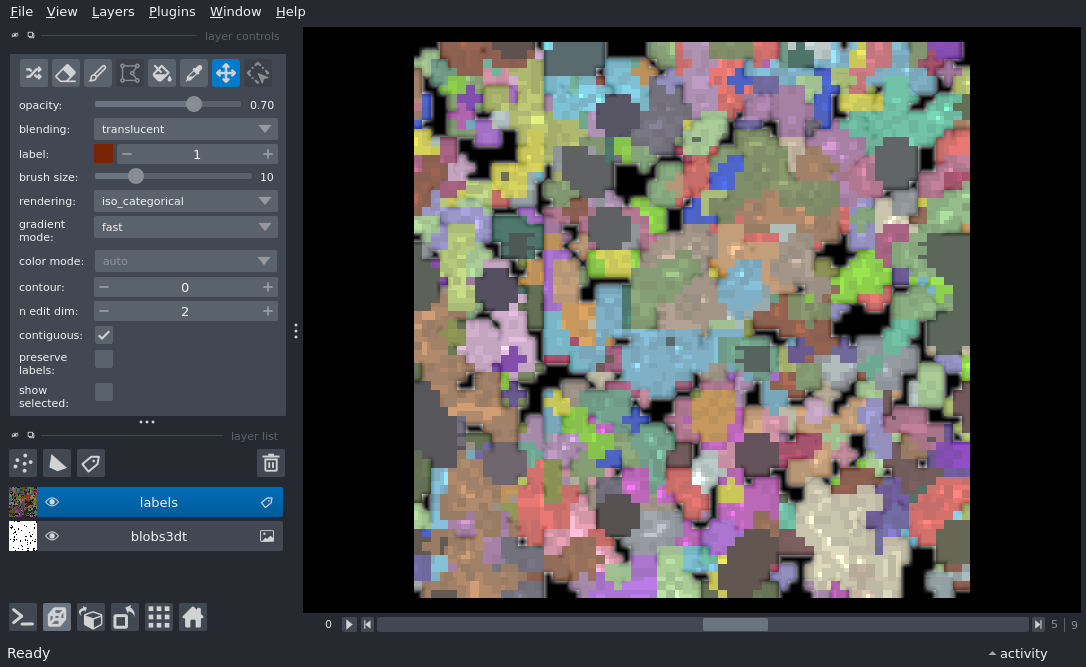 File View Layers Plugins Window Help
layer controls
opacity: 0.70
blending: translucent
label: 1
brush size: 10
rendering: iso_categorical
gradient
mode: fast
color mode: auto
contour: 0
n edit dim: 2
contiguous:
preserve
labels:
show
selected:
layer list
labels
blobs3dt
0 5 9
Ready activity